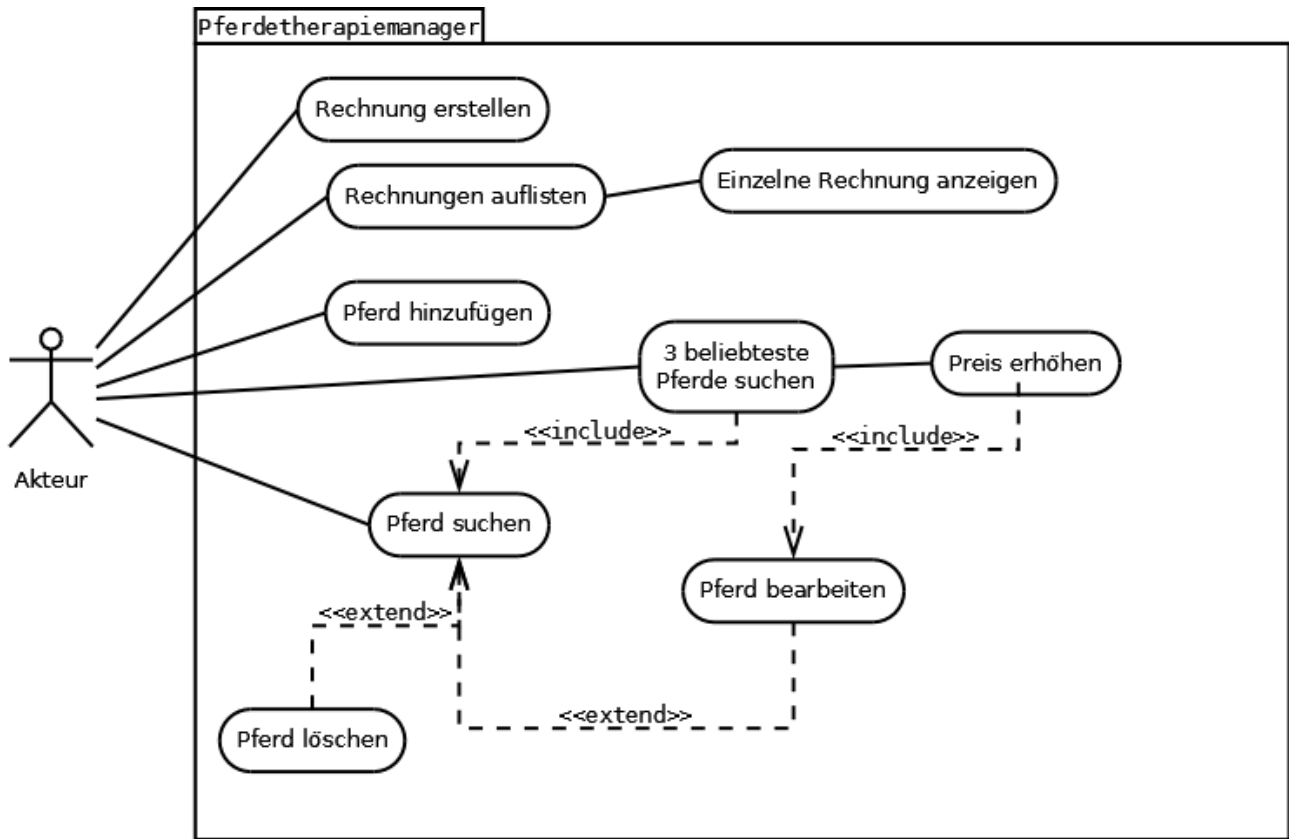 Pferdetherapiemanager
Rechnung erstellen
Rechnungen auflisten
Einzelne Rechnung anzeigen
Pferd hinzufügen
3 beliebteste
Pferde suchen
Preis erhöhen
<<include>>
<<include>>
Akteur
Pferd suchen
Pferd bearbeiten
<<extend>>
<<extend>>
Pferd löschen